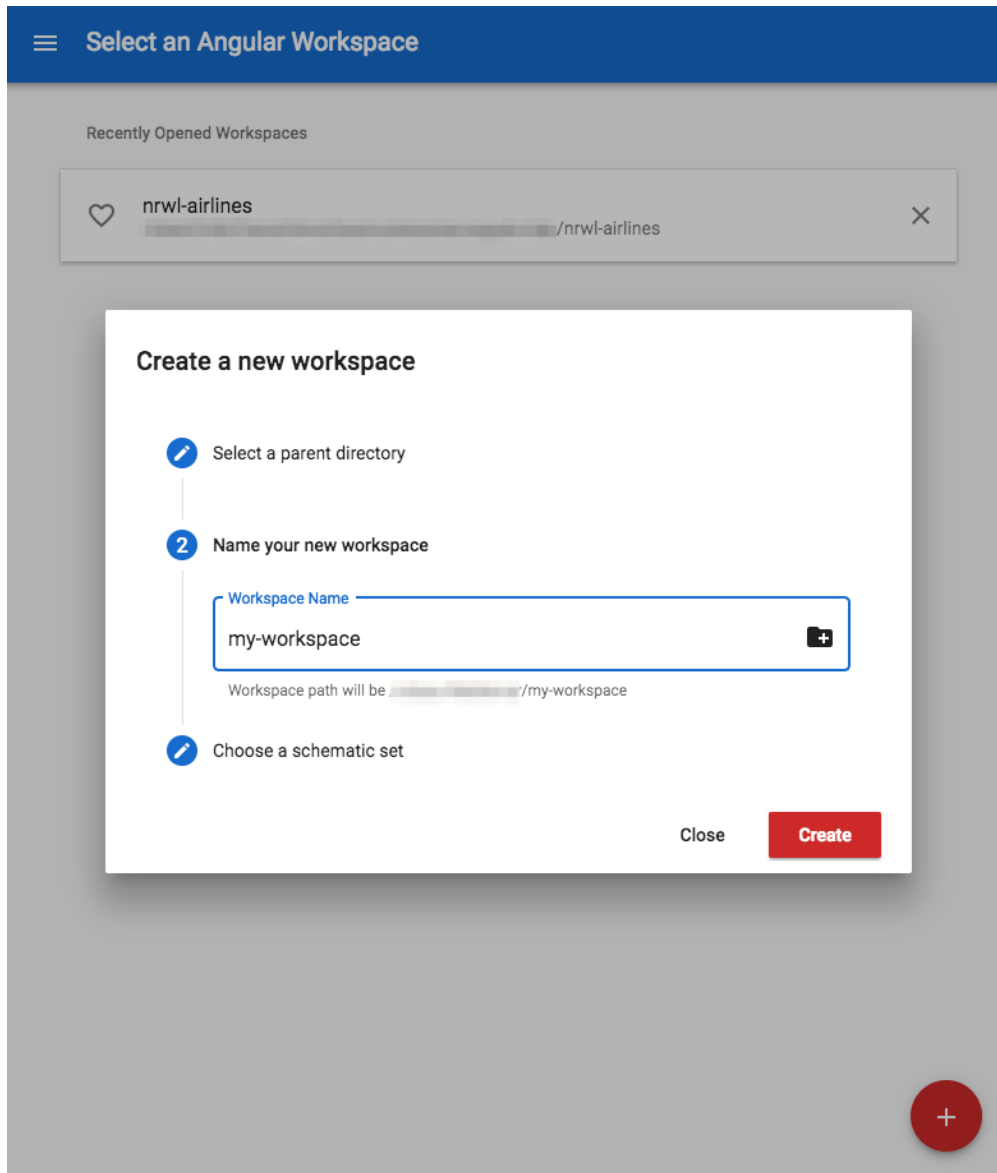 Select an Angular Workspace
Recently Opened Workspaces
nrwl-airlines
/nrwl-airlines
Create a new workspace
Select a parent directory
2 Name your new workspace
Workspace Name
my-workspace
Workspace path will be /my-workspace
Choose a schematic set
Close Create